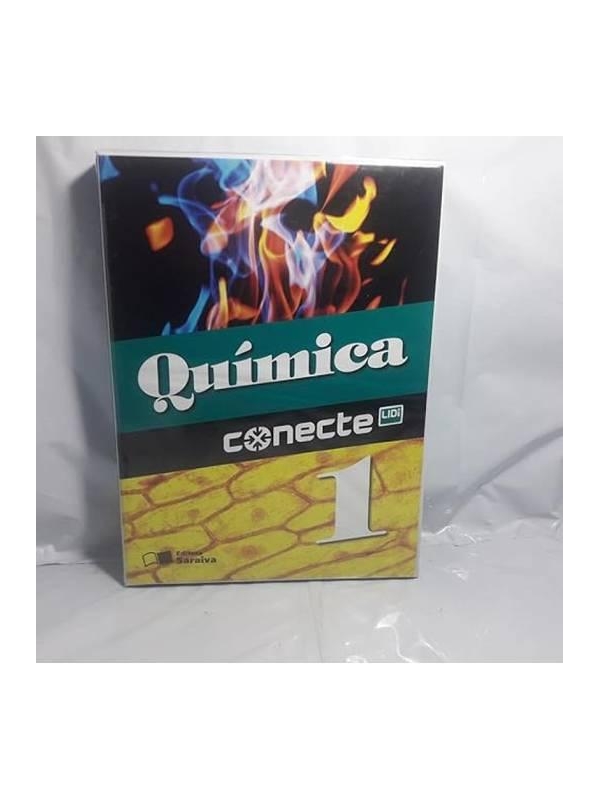 Química
conecte LIDi
1
Editora
Saraiva